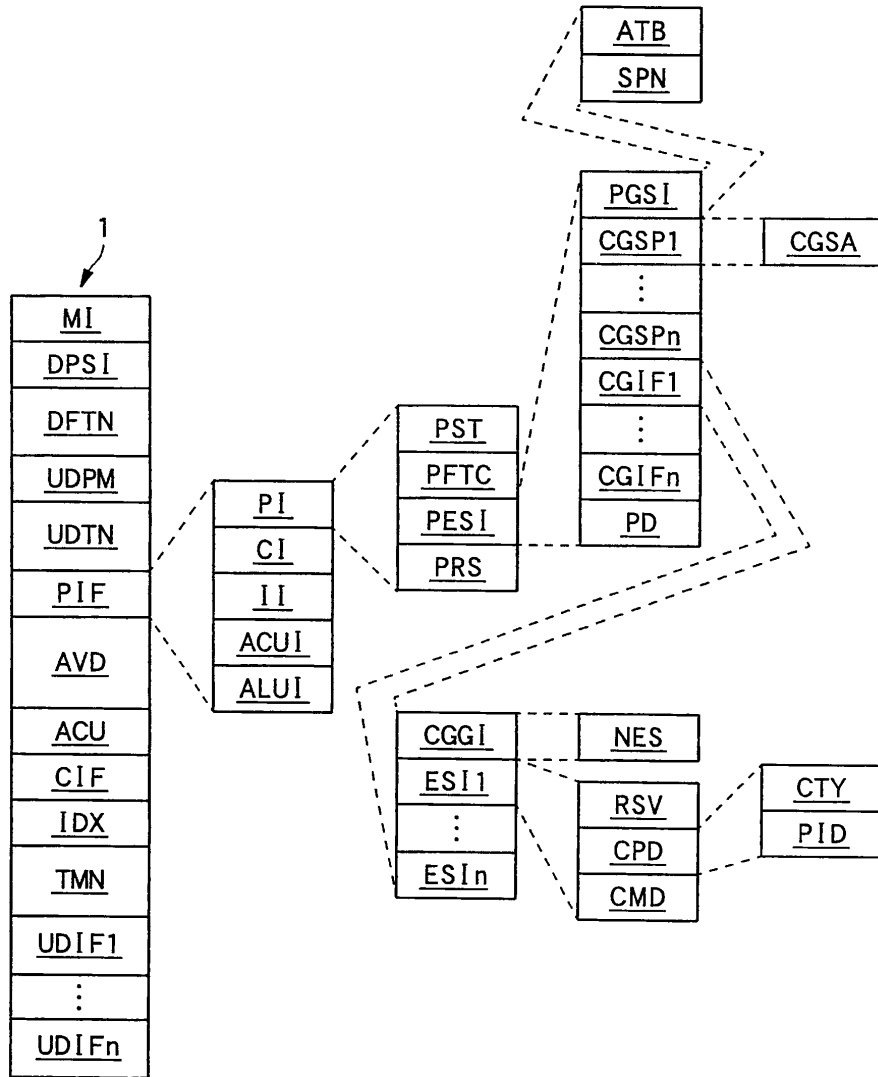 1
MI
DPSI
DFTN
UDPM
UDTN
PIF
AVD
ACU
CIF
IDX
TMN
UDIF1
⋮
UDIFn
PI
CI
II
ACUI
ALUI
PST
PFTC
PESI
PRS
ATB
SPN
PGSI
CGSP1
⋮
CGSPn
CGIF1
⋮
CGIFn
PD
CGSA
CGGI
ESI1
⋮
ESIn
NES
RSV
CPD
CMD
CTY
PID